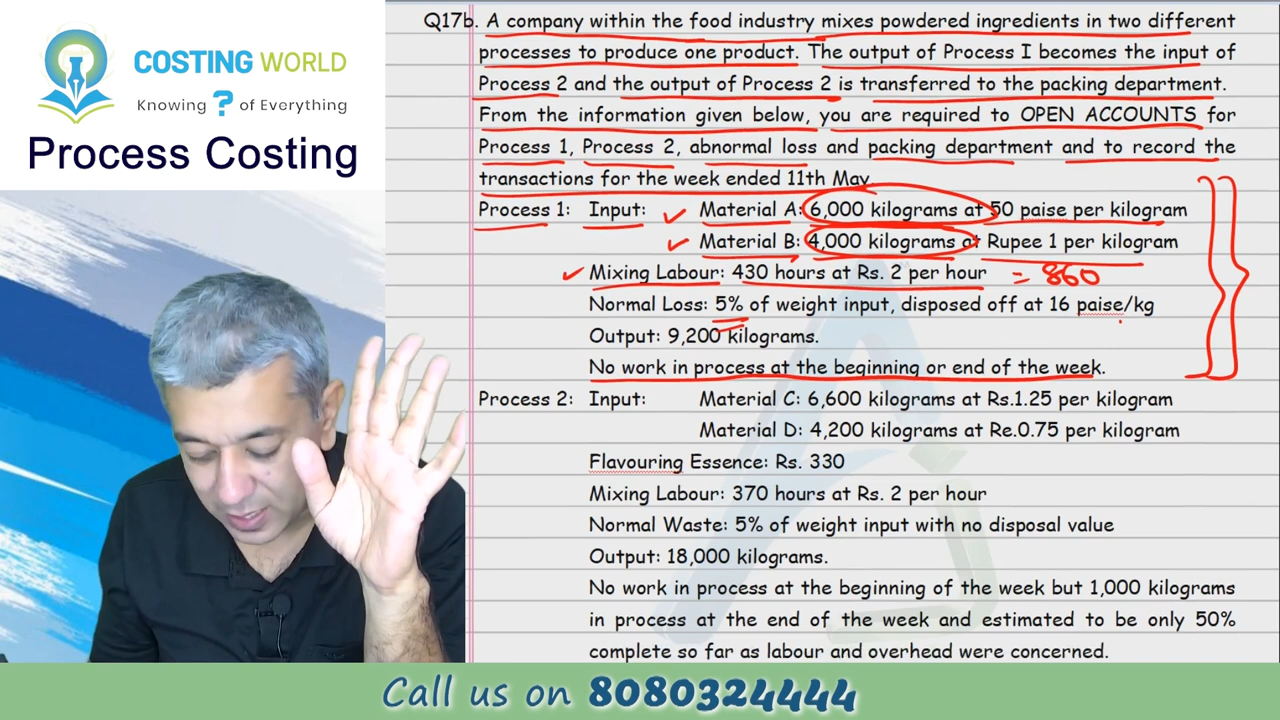 COSTING WORLD
Knowing ? of Everything
Process Costing
Q17b. A company within the food industry mixes powdered ingredients in two different
processes to produce one product. The output of Process I becomes the input of
Process 2 and the output of Process 2 is transferred to the packing department.
From the information given below, you are required to OPEN ACCOUNTS for
Process 1, Process 2, abnormal loss and packing department and to record the
transactions for the week ended 11th May.
Process 1: Input: Material A: 6,000 kilograms at 50 paise per kilogram
Material B: 4,000 kilograms at Rupee 1 per kilogram
Mixing Labour: 430 hours at Rs. 2 per hour = 860
Normal Loss: 5% of weight input, disposed off at 16 paise/kg
Output: 9,200 kilograms.
No work in process at the beginning or end of the week.
Process 2: Input: Material C: 6,600 kilograms at Rs.1.25 per kilogram
Material D: 4,200 kilograms at Re.0.75 per kilogram
Flavouring Essence: Rs. 330
Mixing Labour: 370 hours at Rs. 2 per hour
Normal Waste: 5% of weight input with no disposal value
Output: 18,000 kilograms.
No work in process at the beginning of the week but 1,000 kilograms
in process at the end of the week and estimated to be only 50%
complete so far as labour and overhead were concerned.
Call us on 8080324444